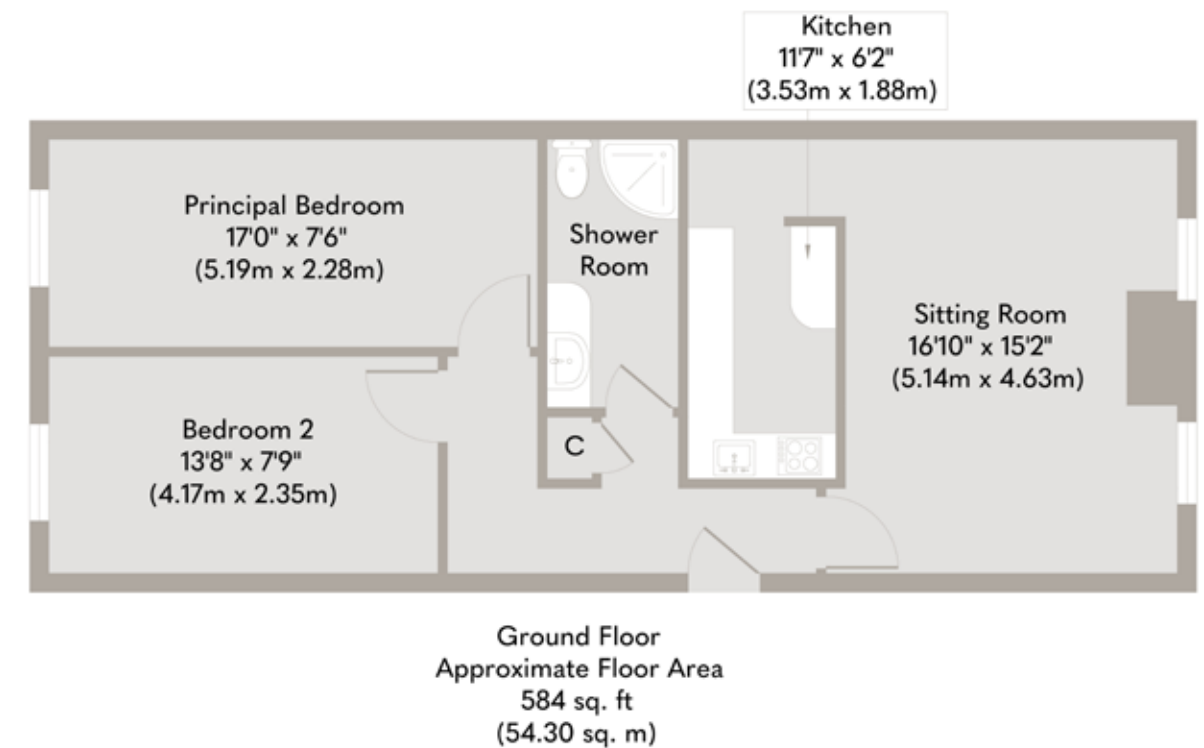 Kitchen
11'7" x 6'2"
(3.53m x 1.88m)
Principal Bedroom
17'0" x 7'6"
(5.19m x 2.28m)
Shower
Room
Sitting Room
16'10" x 15'2"
(5.14m x 4.63m)
Bedroom 2
13'8" x 7'9"
(4.17m x 2.35m)
C
Ground Floor
Approximate Floor Area
584 sq. ft
(54.30 sq. m)